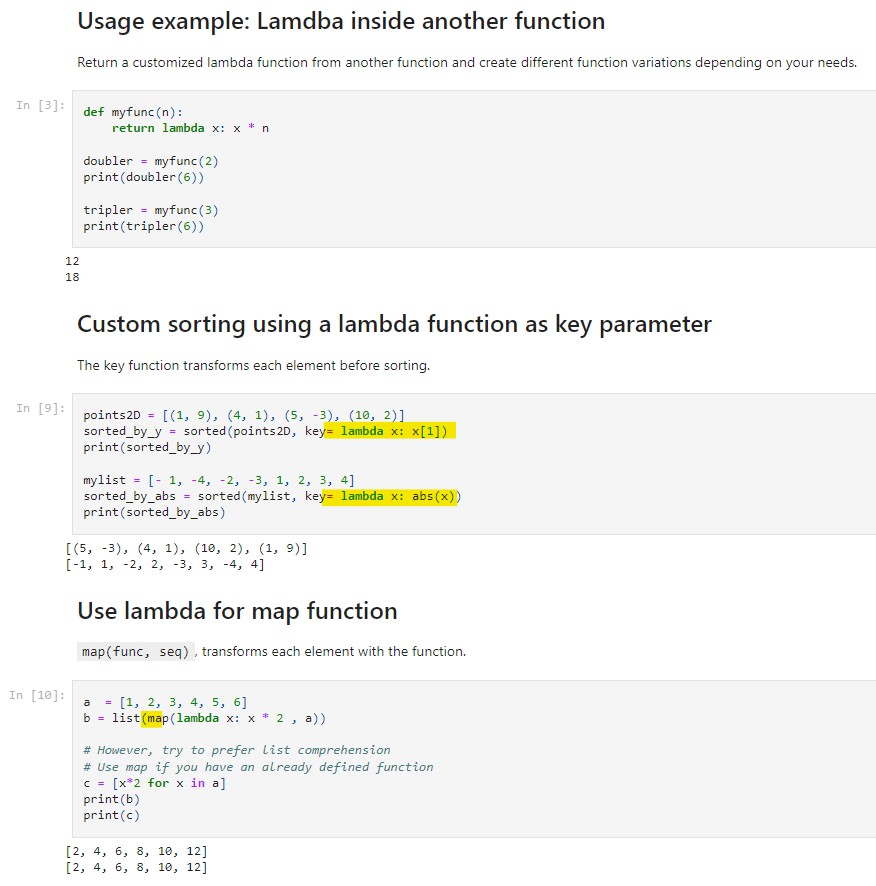 Usage example: Lamdba inside another function
Return a customized lambda function from another function and create different function variations depending on your needs.
In [3]:
def myfunc(n):
    return lambda x: x * n
doubler = myfunc(2)
print(doubler(6))
tripler = myfunc(3)
print(tripler(6))
12
18
Custom sorting using a lambda function as key parameter
The key function transforms each element before sorting.
In [9]:
points2D = [(1, 9), (4, 1), (5, -3), (10, 2)]
sorted_by_y = sorted(points2D, key= lambda x: x[1])
print(sorted_by_y)
mylist = [- 1, -4, -2, -3, 1, 2, 3, 4]
sorted_by_abs = sorted(mylist, key= lambda x: abs(x))
print(sorted_by_abs)
[(5, -3), (4, 1), (10, 2), (1, 9)]
[-1, 1, -2, 2, -3, 3, -4, 4]
Use lambda for map function
map(func, seq) , transforms each element with the function.
In [10]:
a  = [1, 2, 3, 4, 5, 6]
b = list(map(lambda x: x * 2 , a))
# However, try to prefer list comprehension
# Use map if you have an already defined function
c = [x*2 for x in a]
print(b)
print(c)
[2, 4, 6, 8, 10, 12]
[2, 4, 6, 8, 10, 12]